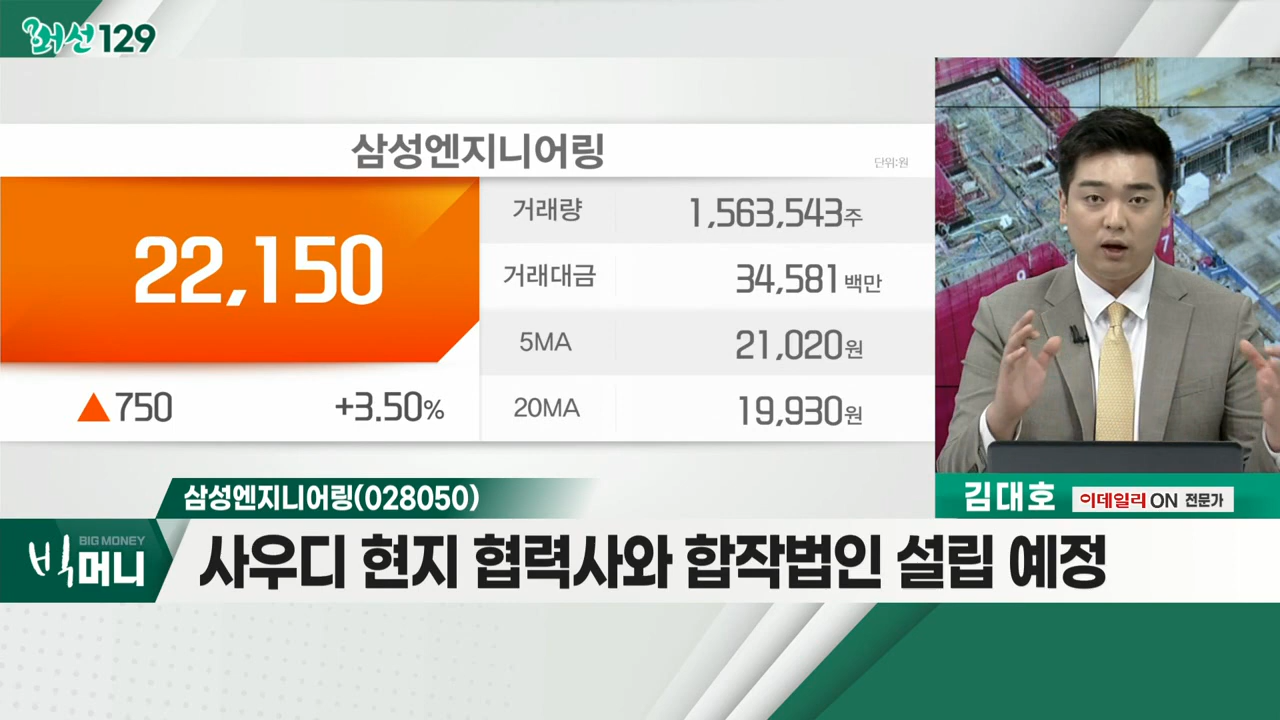 머선129
삼성엔지니어링
단위:원
22,150
▲750 +3.50%
거래량 1,563,543주
거래대금 34,581백만
5MA 21,020원
20MA 19,930원
7
9
김대호 이데일리ON 전문가
삼성엔지니어링(028050)
BIG MONEY
빅머니
사우디 현지 협력사와 합작법인 설립 예정